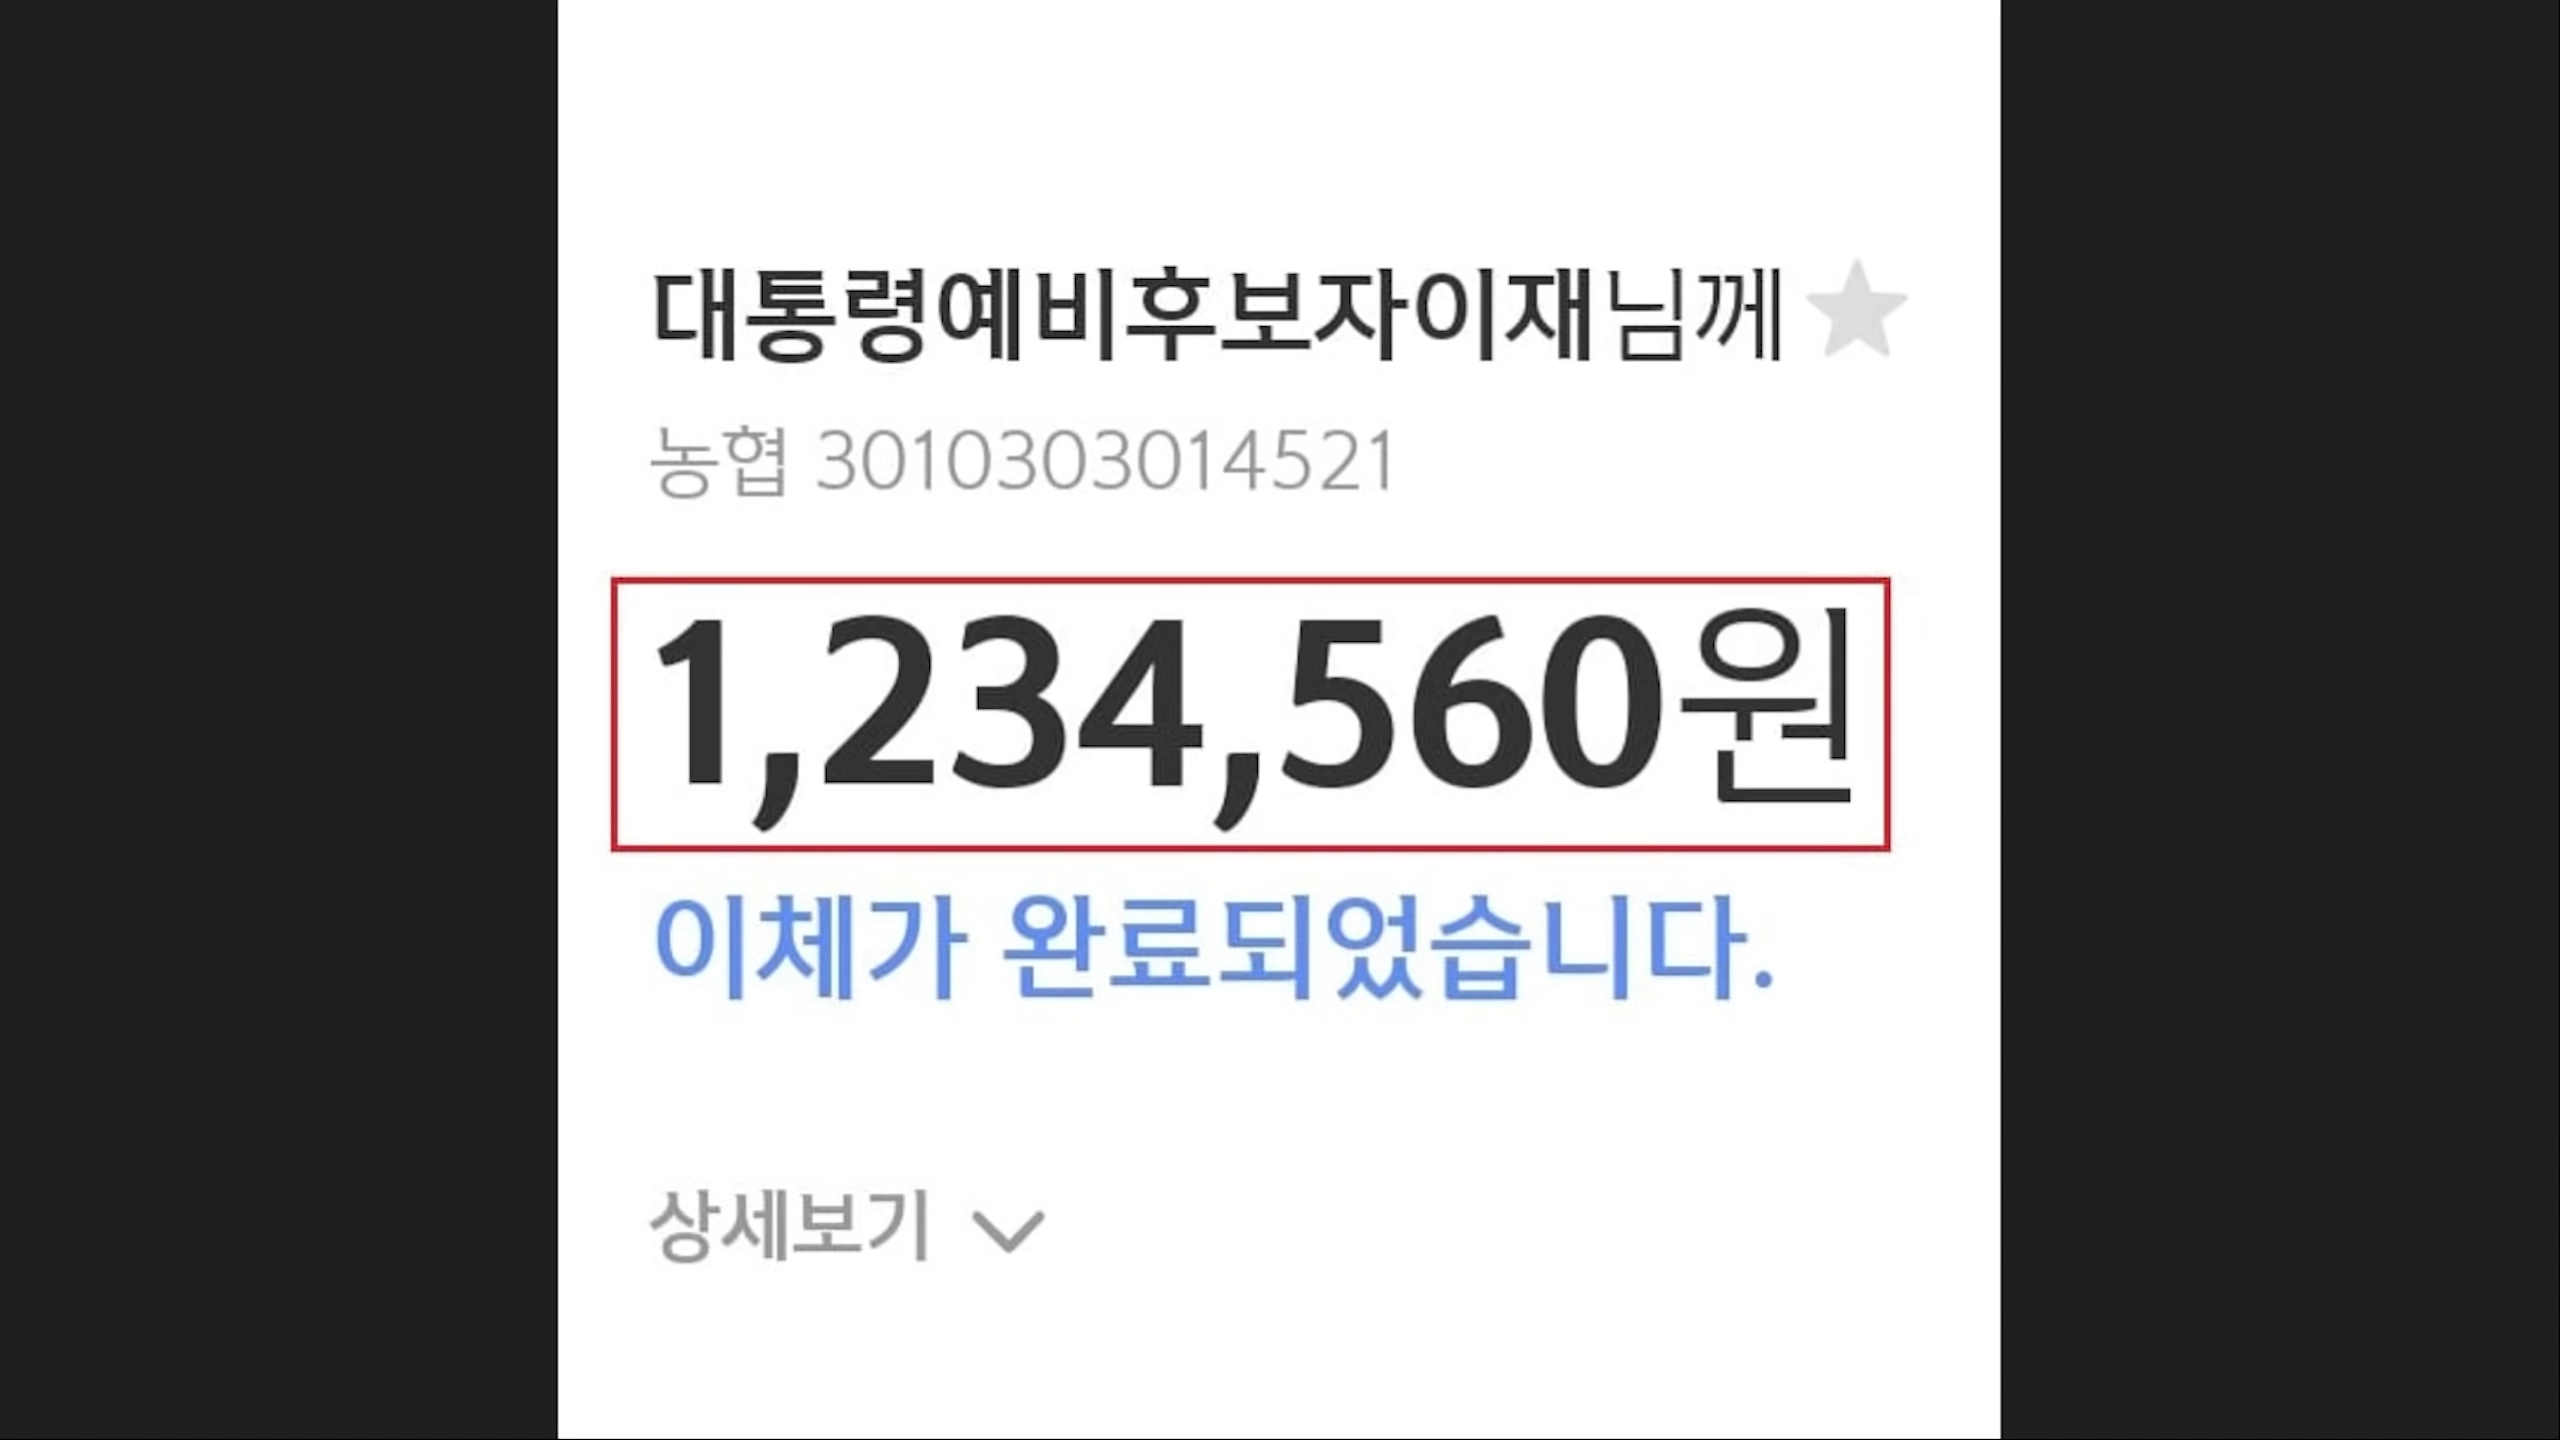 대통령예비후보자이재님께
농협 3010303014521
1,234,560원
이체가 완료되었습니다.
상세보기